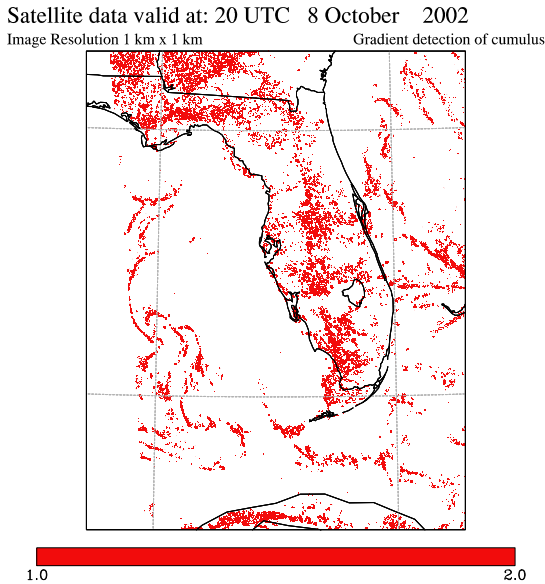 Satellite data valid at: 20 UTC 8 October 2002
Image Resolution 1 km x 1 km Gradient detection of cumulus
1.0 2.0